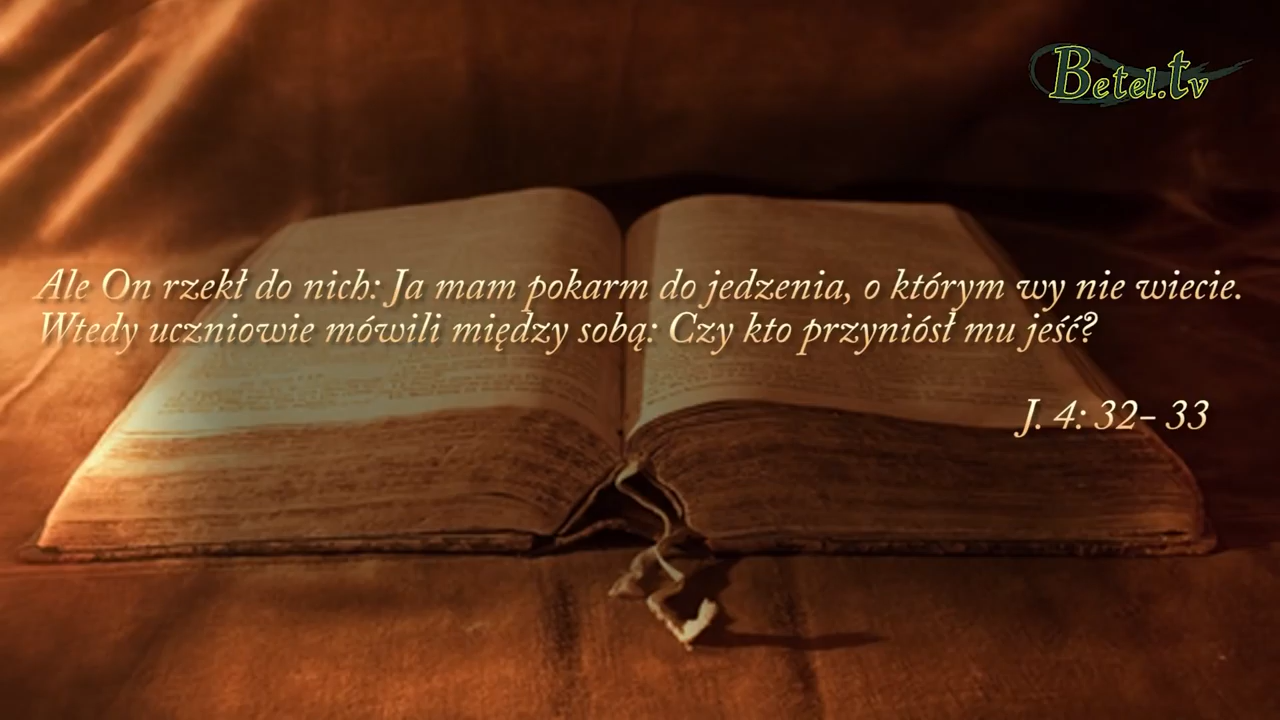 Betel.tv
Ale On rzekł do nich: Ja mam pokarm do jedzenia, o którym wy nie wiecie.
Wtedy uczniowie mówili między sobą: Czy kto przyniósł mu jeść?
J. 4: 32- 33